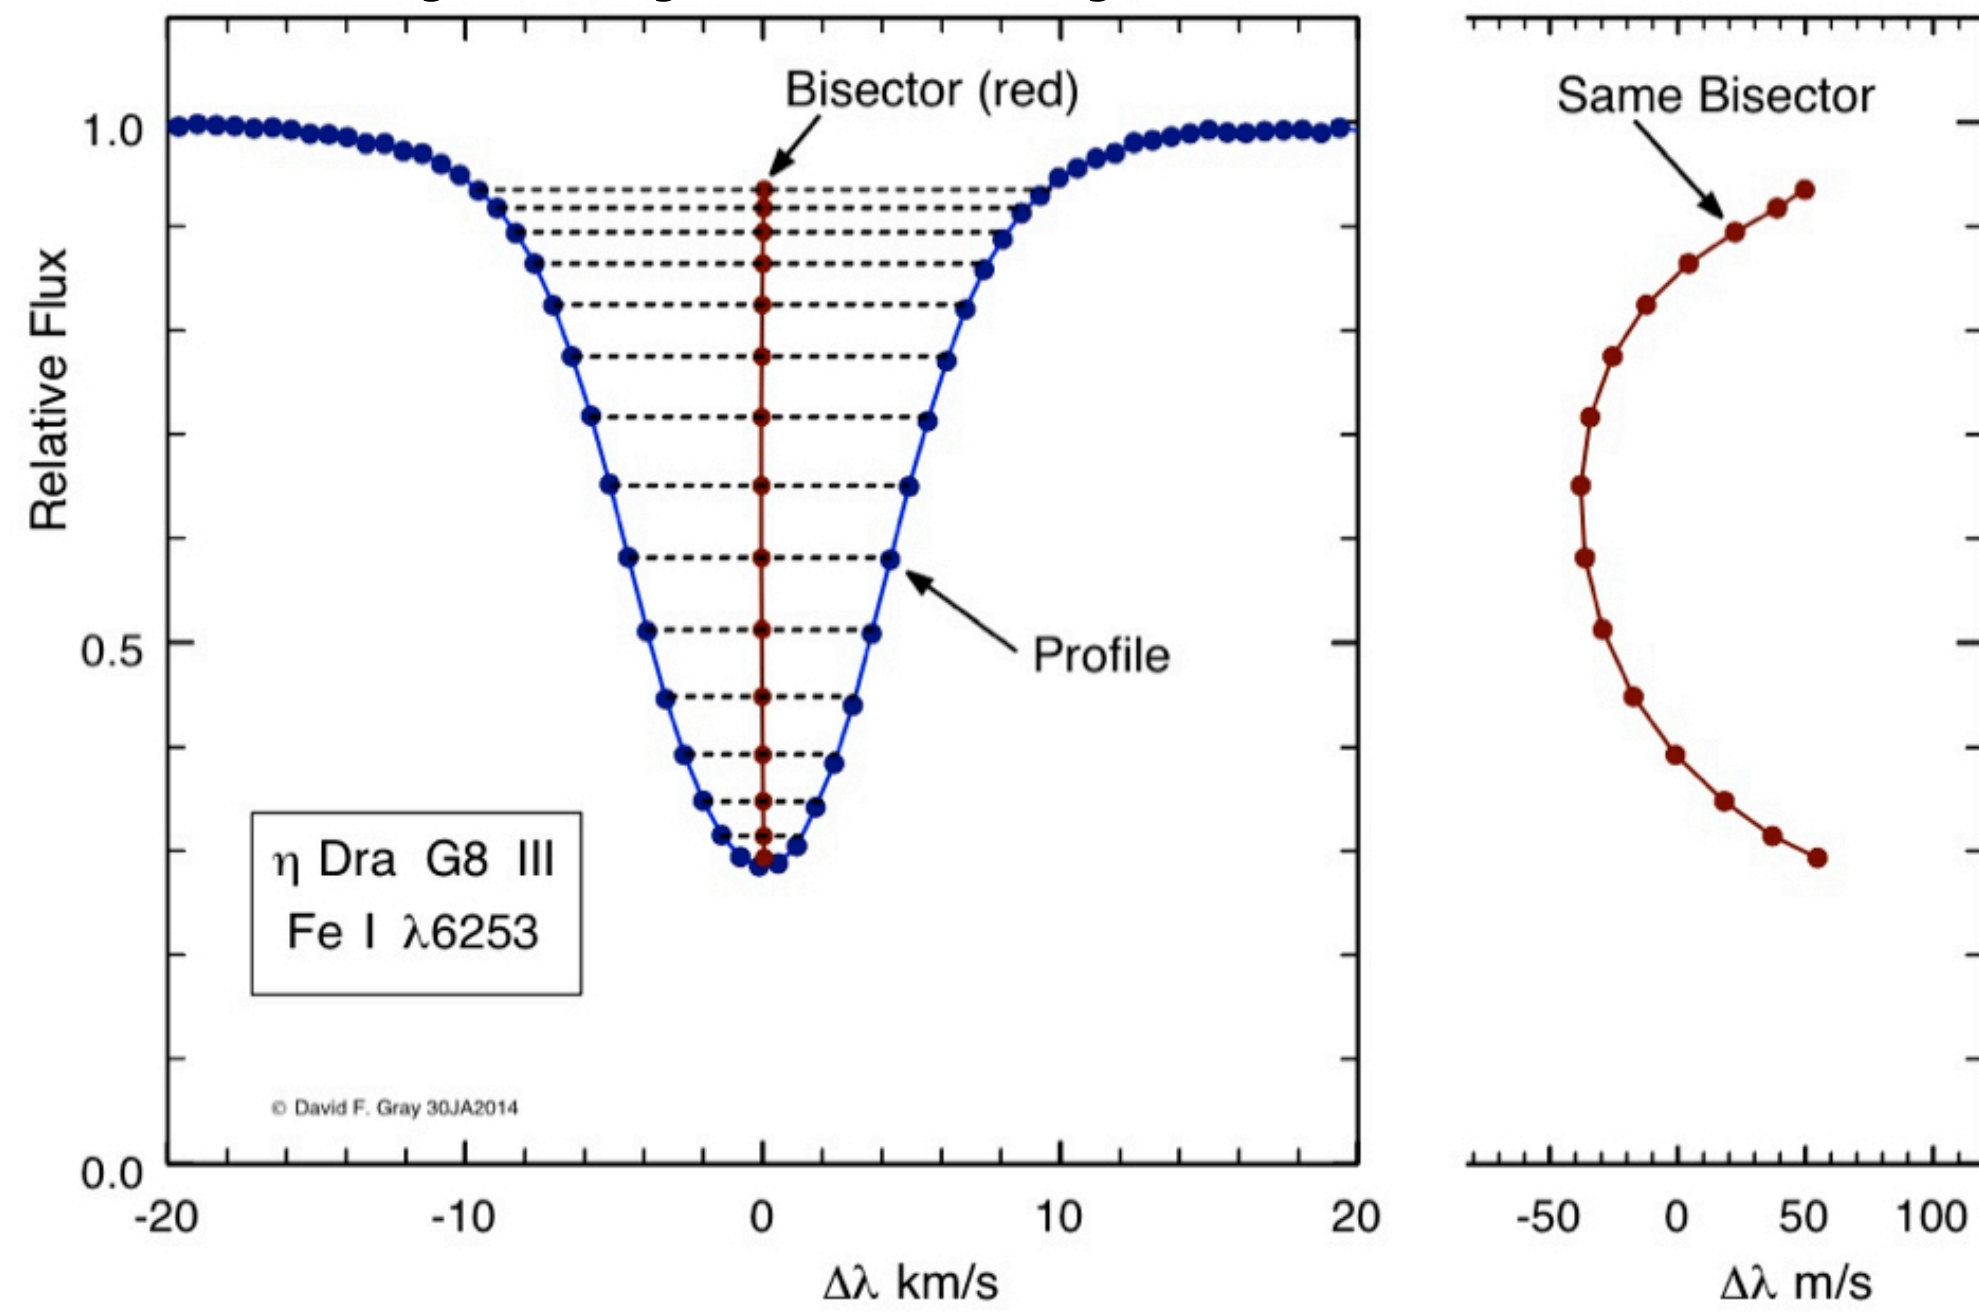 Bisector (red)
Same Bisector
1.0
Relative Flux
0.5
Profile
η Dra G8 III
Fe I λ6253
© David F. Gray 30JA2014
0.0
-20 -10 0 10 20
-50 0 50 100
Δλ km/s
Δλ m/s